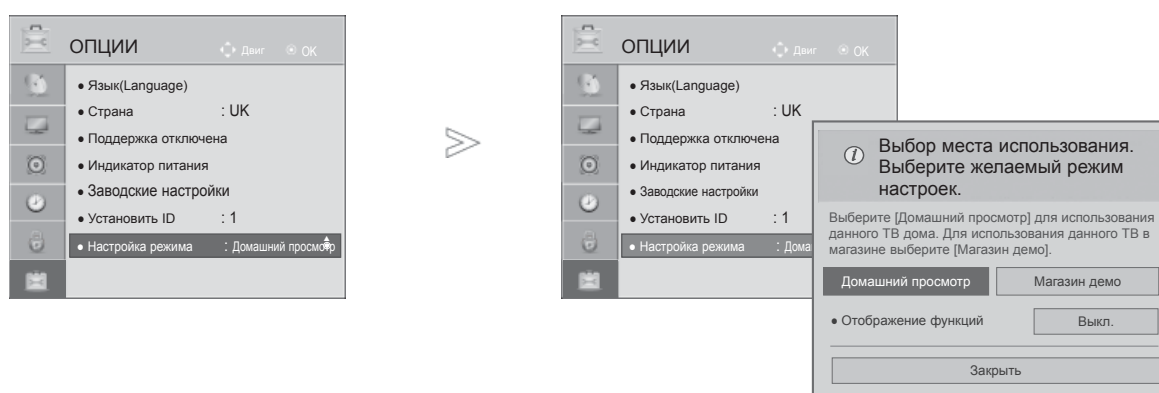 ОПЦИИ
Двиг OK
● Язык(Language)
● Страна : UK
● Поддержка отключена
● Индикатор питания
● Заводские настройки
● Установить ID : 1
● Настройка режима : Домашний просмотр
ОПЦИИ
Двиг OK
● Язык(Language)
● Страна : UK
● Поддержка отключена
● Индикатор питания
● Заводские настройки
● Установить ID : 1
● Настройка режима : Дома
Выбор места использования.
Выберите желаемый режим
настроек.
Выберите [Домашний просмотр] для использования
данного ТВ дома. Для использования данного ТВ в
магазине выберите [Магазин демо].
Домашний просмотр Магазин демо
● Отображение функций Выкл.
Закрыть